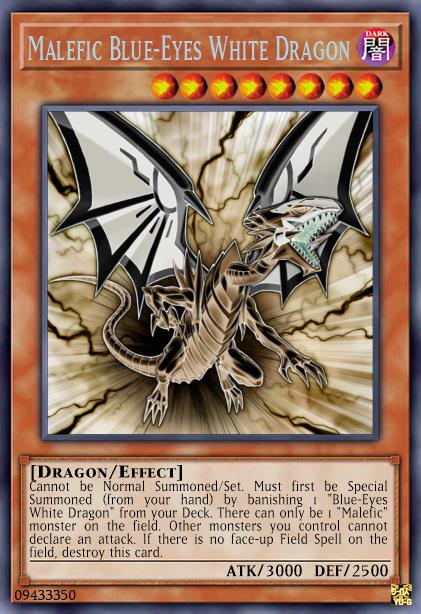 Malefic Blue-Eyes White Dragon
DARK
闇
[Dragon/Effect]
Cannot be Normal Summoned/Set. Must first be Special
Summoned (from your hand) by banishing 1 "Blue-Eyes
White Dragon" from your Deck. There can only be 1 "Malefic"
monster on the field. Other monsters you control cannot
declare an attack. If there is no face-up Field Spell on
the field, destroy this card.
ATK/3000 DEF/2500
09433350